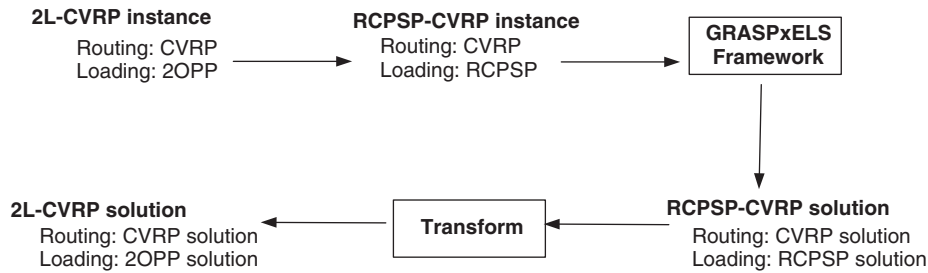 2L-CVRP instance
Routing: CVRP
Loading: 2OPP
RCPSP-CVRP instance
Routing: CVRP
Loading: RCPSP
GRASPxELS
Framework
2L-CVRP solution
Routing: CVRP solution
Loading: 2OPP solution
Transform
RCPSP-CVRP solution
Routing: CVRP solution
Loading: RCPSP solution